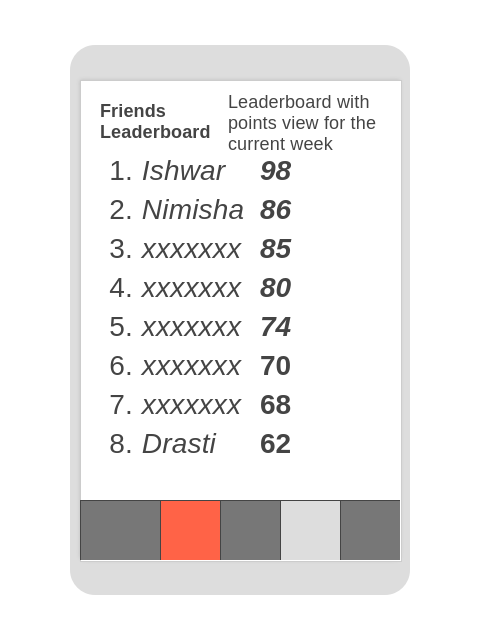 Friends
Leaderboard
Leaderboard with
points view for the
current week
1. Ishwar 98
2. Nimisha 86
3. xxxxxxx 85
4. xxxxxxx 80
5. xxxxxxx 74
6. xxxxxxx 70
7. xxxxxxx 68
8. Drasti 62